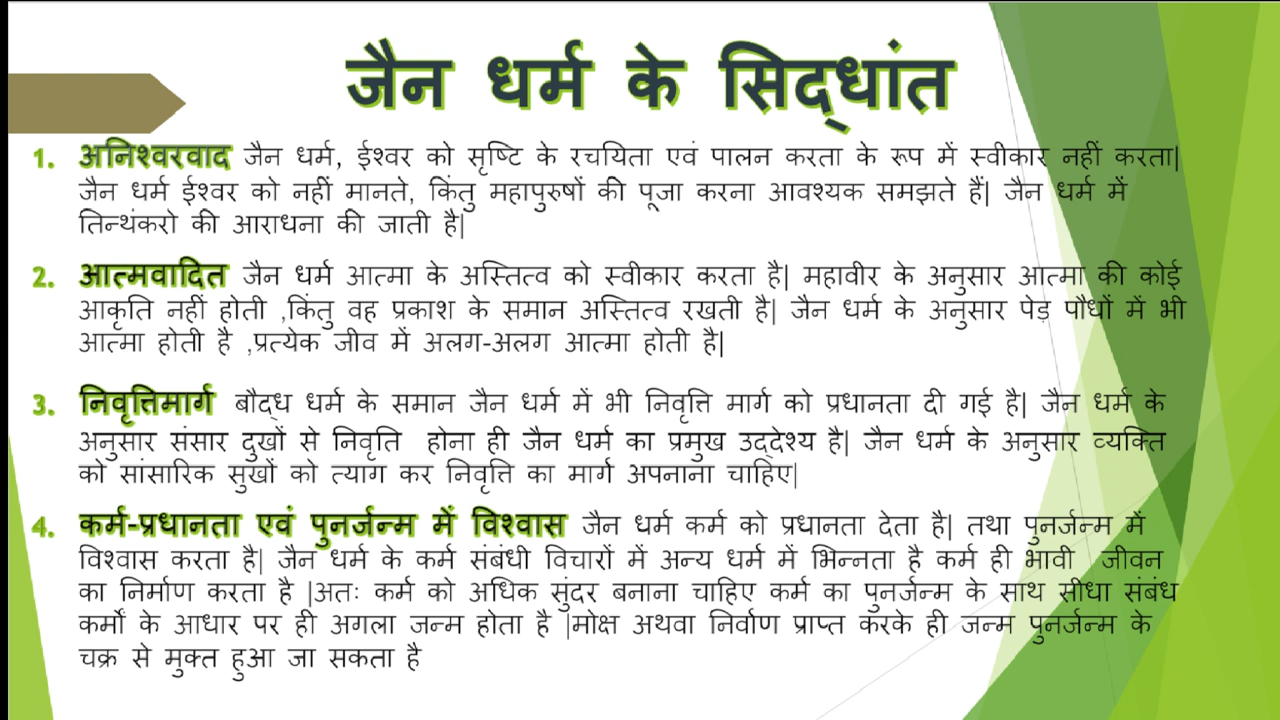 जैन धर्म के सिद्धांत
1. अनिश्वरवाद जैन धर्म, ईश्वर को सृष्टि के रचयिता एवं पालन करता के रूप में स्वीकार नहीं करता|
जैन धर्म ईश्वर को नहीं मानते, किंतु महापुरुषों की पूजा करना आवश्यक समझते हैं| जैन धर्म में
तिन्थंकरो की आराधना की जाती है|
2. आत्मवादित जैन धर्म आत्मा के अस्तित्व को स्वीकार करता है| महावीर के अनुसार आत्मा की कोई
आकृति नहीं होती ,किंतु वह प्रकाश के समान अस्तित्व रखती है| जैन धर्म के अनुसार पेड़ पौधों में भी
आत्मा होती है ,प्रत्येक जीव में अलग-अलग आत्मा होती है|
3. निवृत्तिमार्ग बौद्ध धर्म के समान जैन धर्म में भी निवृत्ति मार्ग को प्रधानता दी गई है| जैन धर्म के
अनुसार संसार दुखों से निवृति होना ही जैन धर्म का प्रमुख उद्देश्य है| जैन धर्म के अनुसार व्यक्ति
को सांसारिक सुखों को त्याग कर निवृत्ति का मार्ग अपनाना चाहिए|
4. कर्म-प्रधानता एवं पुनर्जन्म में विश्वास जैन धर्म कर्म को प्रधानता देता है| तथा पुनर्जन्म में
विश्वास करता है| जैन धर्म के कर्म संबंधी विचारों में अन्य धर्म में भिन्नता है कर्म ही भावी जीवन
का निर्माण करता है |अतः कर्म को अधिक सुंदर बनाना चाहिए कर्म का पुनर्जन्म के साथ सीधा संबंध
कर्मों के आधार पर ही अगला जन्म होता है |मोक्ष अथवा निर्वाण प्राप्त करके ही जन्म पुनर्जन्म के
चक्र से मुक्त हुआ जा सकता है